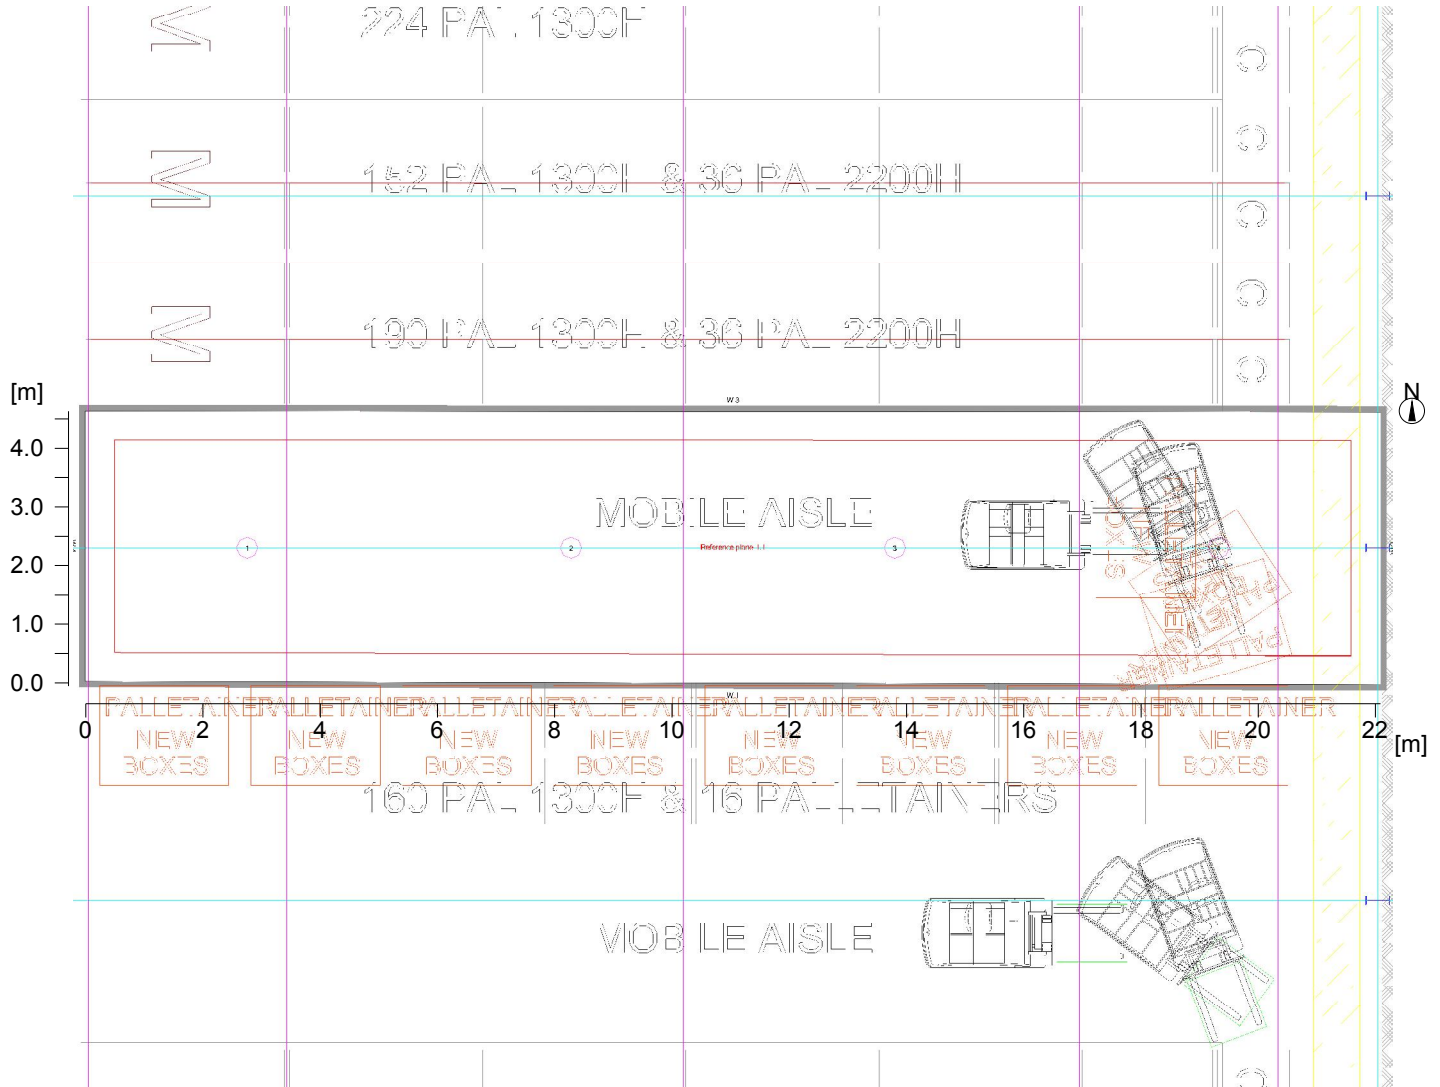 224 PAL 1300H
M
C
152 PAL 1300H & 36 PAL 2200H
M
C
C
190 PAL 1300H & 36 PAL 2200H
M
C
C
[m]
N
W 3
4.0
3.0
2.0
1.0
0.0
MOBILE AISLE
1
2
Reference plane 1.1
3
4
BOXES
PALLETAINER
PALLETAINER
W 1
PALLETAINER PALLETAINER PALLETAINER PALLETAINER PALLETAINER PALLETAINER PALLETAINER PALLETAINER
0 2 4 6 8 10 12 14 16 18 20 22
[m]
NEW NEW NEW NEW NEW NEW NEW NEW
BOXES BOXES BOXES BOXES BOXES BOXES BOXES BOXES
160 PAL 1300H & 16 PALLETAINERS
MOBILE AISLE
C